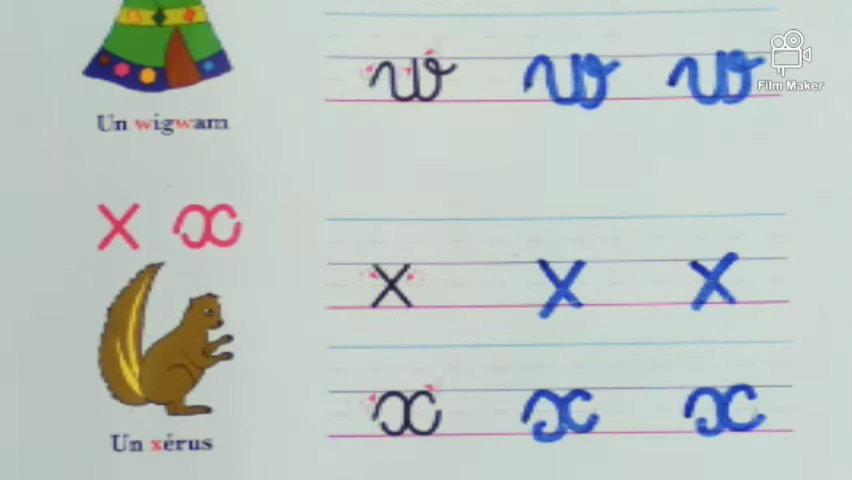 w w w
Film Maker
Un wigwam
x x
x x x
x x x
Un xérus